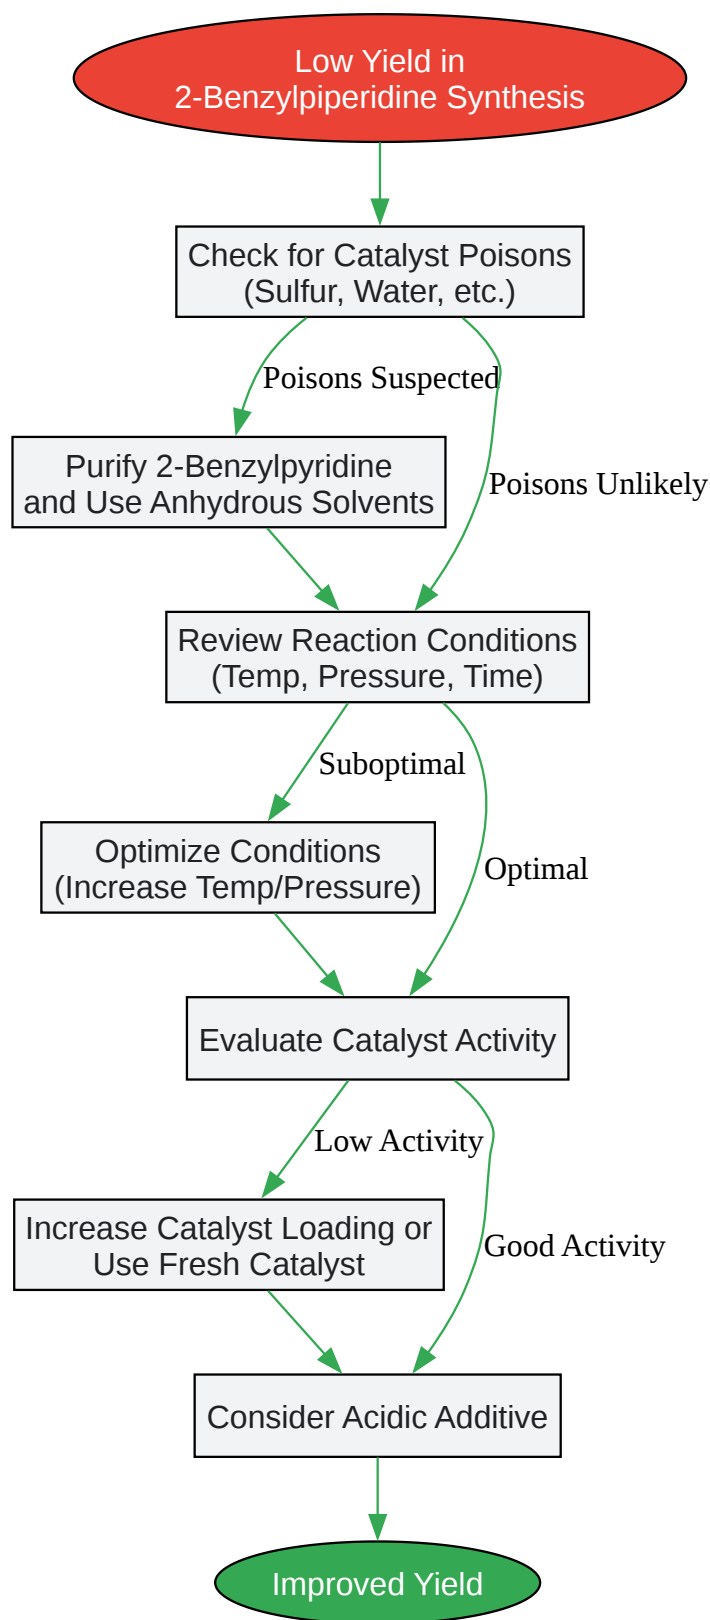 Low Yield in
2-Benzylpiperidine Synthesis
Check for Catalyst Poisons
(Sulfur, Water, etc.)
Poisons Suspected
Purify 2-Benzylpyridine
and Use Anhydrous Solvents
Poisons Unlikely
Review Reaction Conditions
(Temp, Pressure, Time)
Suboptimal
Optimize Conditions
(Increase Temp/Pressure)
Optimal
Evaluate Catalyst Activity
Low Activity
Increase Catalyst Loading or
Use Fresh Catalyst
Good Activity
Consider Acidic Additive
Improved Yield